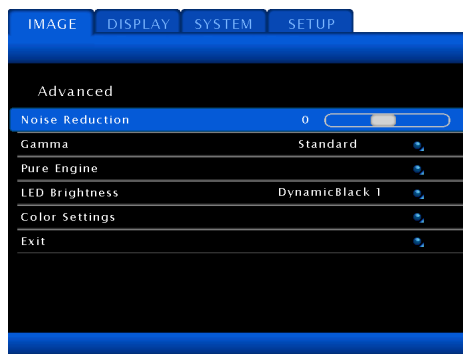 IMAGE DISPLAY SYSTEM SETUP
Advanced
Noise Reduction 0
Gamma Standard
Pure Engine
LED Brightness DynamicBlack 1
Color Settings
Exit